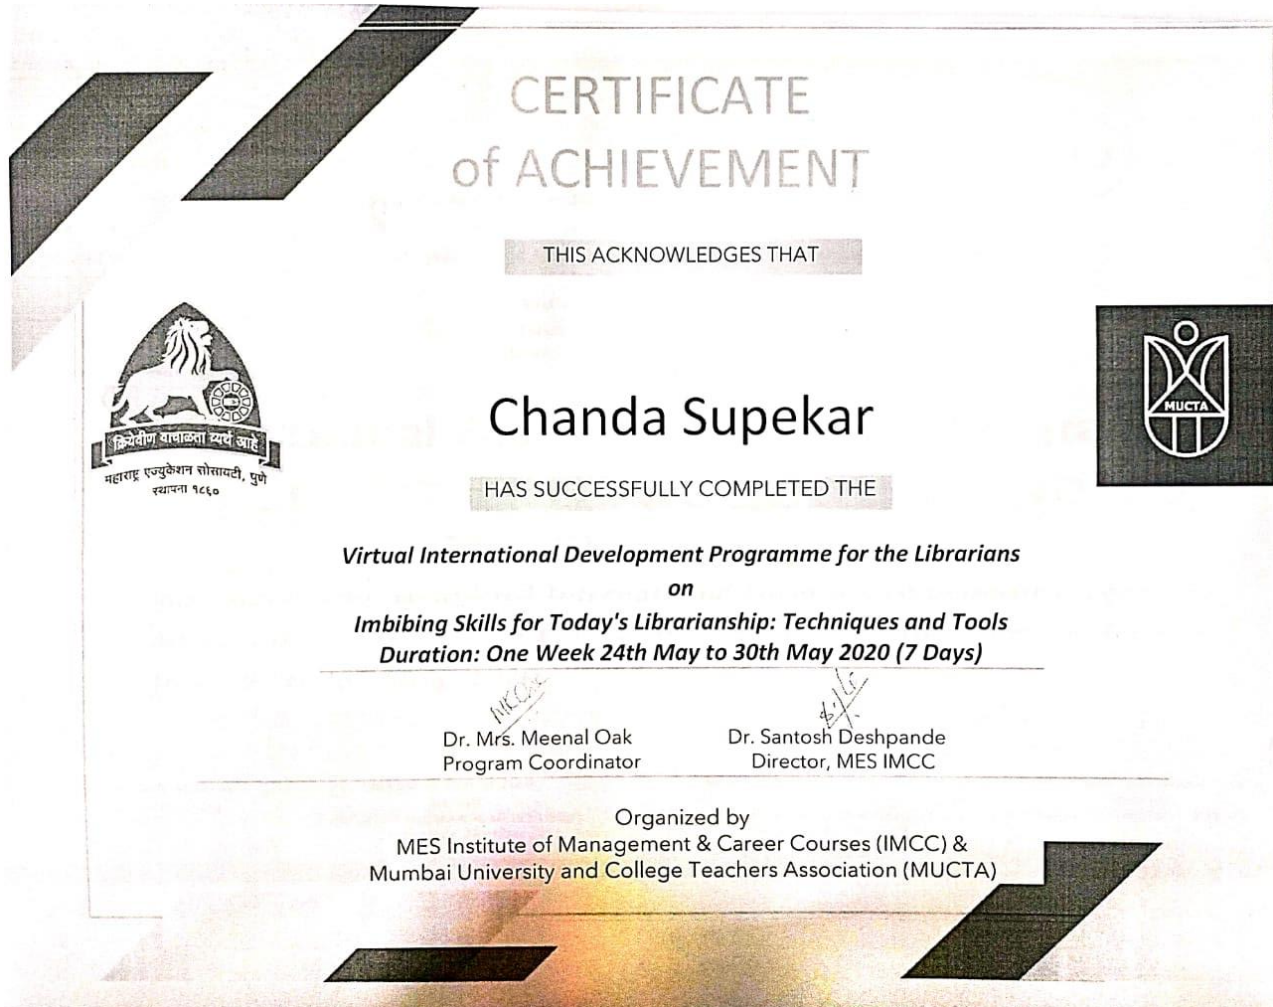 CERTIFICATE
of ACHIEVEMENT
THIS ACKNOWLEDGES THAT
क्रियेवीण वाचाळता व्यर्थ आहे
महाराष्ट्र एज्युकेशन सोसायटी, पुणे
स्थापना १८६०
MUCTA
Chanda Supekar
HAS SUCCESSFULLY COMPLETED THE
Virtual International Development Programme for the Librarians
on
Imbibing Skills for Today's Librarianship: Techniques and Tools
Duration: One Week 24th May to 30th May 2020 (7 Days)
Dr. Mrs. Meenal Oak
Program Coordinator
Dr. Santosh Deshpande
Director, MES IMCC
Organized by
MES Institute of Management & Career Courses (IMCC) &
Mumbai University and College Teachers Association (MUCTA)